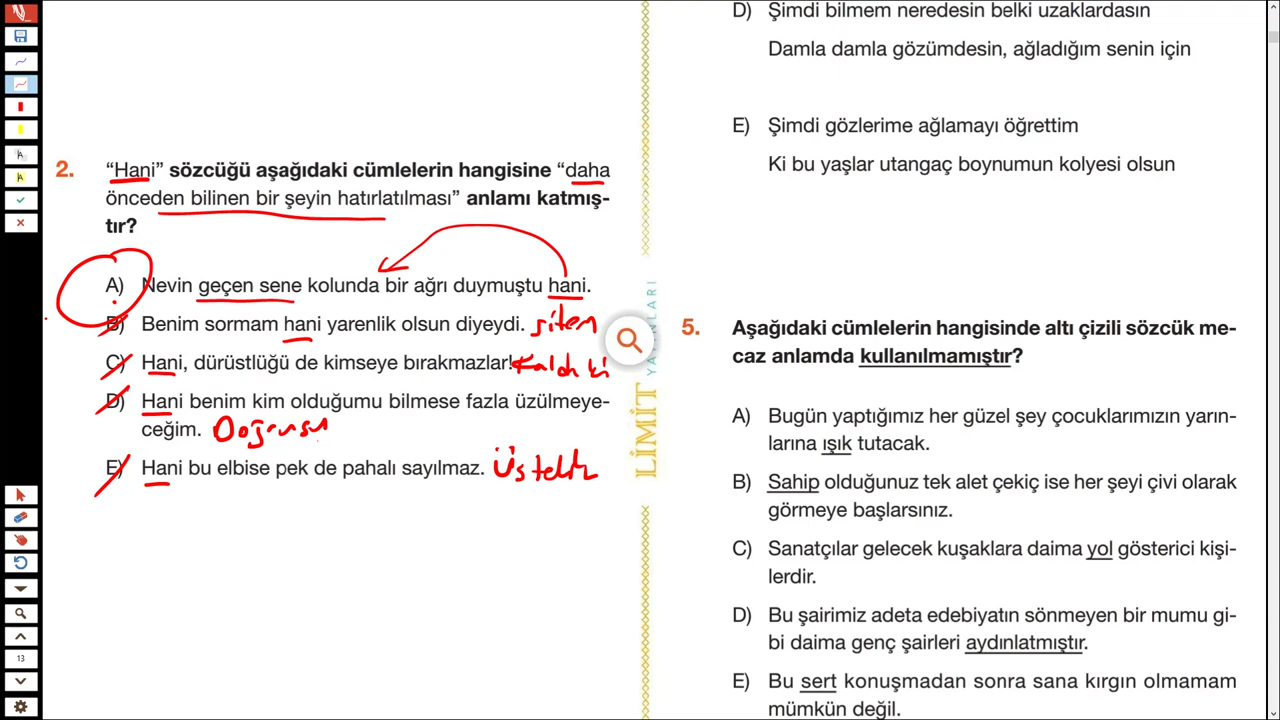 2. “Hani” sözcüğü aşağıdaki cümlelerin hangisine “daha
önceden bilinen bir şeyin hatırlatılması” anlamı katmış-
tır?
A) Nevin geçen sene kolunda bir ağrı duymuştu hani.
B) Benim sormam hani yarenlik olsun diyeydi. sitem
C) Hani, dürüstlüğü de kimseye bırakmazlar! kaldı ki
D) Hani benim kim olduğumu bilmese fazla üzülmeye-
ceğim. Doğrusu
E) Hani bu elbise pek de pahalı sayılmaz. Üstelik
LİMİT YAYINLARI
D) Şimdi bilmem neredesin belki uzaklardasın
Damla damla gözümdesin, ağladığım senin için
E) Şimdi gözlerime ağlamayı öğrettim
Ki bu yaşlar utangaç boynumun kolyesi olsun
5. Aşağıdaki cümlelerin hangisinde altı çizili sözcük me-
caz anlamda kullanılmamıştır?
A) Bugün yaptığımız her güzel şey çocuklarımızın yarın-
larına ışık tutacak.
B) Sahip olduğunuz tek alet çekiç ise her şeyi çivi olarak
görmeye başlarsınız.
C) Sanatçılar gelecek kuşaklara daima yol gösterici kişi-
lerdir.
D) Bu şairimiz adeta edebiyatın sönmeyen bir mumu gi-
bi daima genç şairleri aydınlatmıştır.
E) Bu sert konuşmadan sonra sana kırgın olmamam
mümkün değil.
A
A
13